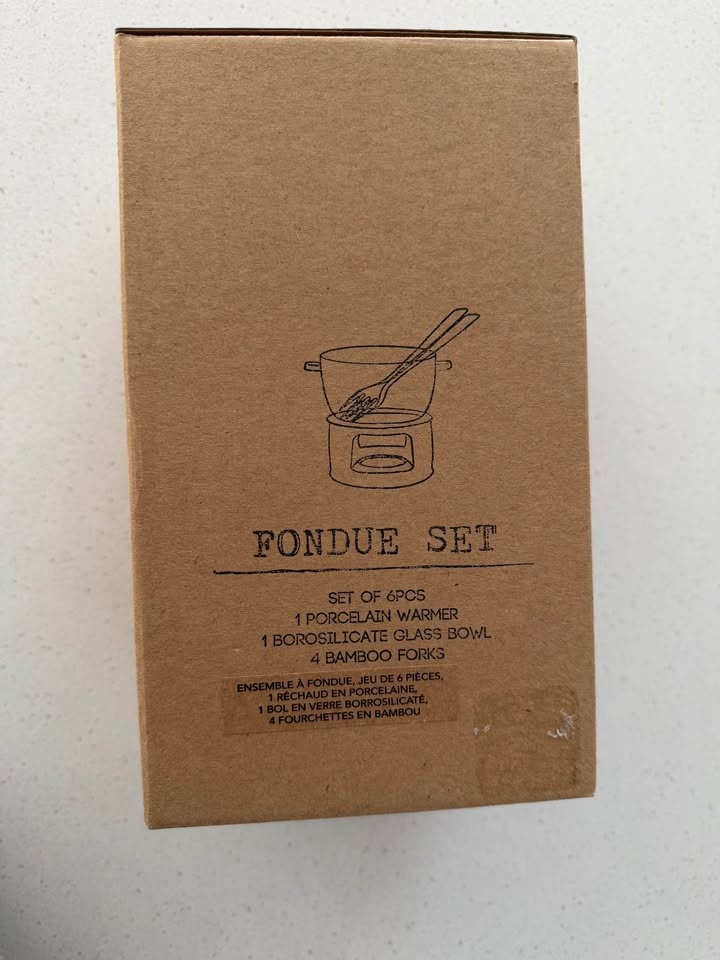 FONDUE SET
SET OF 6PCS
1 PORCELAIN WARMER
1 BOROSILICATE GLASS BOWL
4 BAMBOO FORKS
ENSEMBLE À FONDUE, JEU DE 6 PIÈCES,
1 RÉCHAUD EN PORCELAINE,
1 BOL EN VERRE BORROSILICATÉ,
4 FOURCHETTES EN BAMBOU